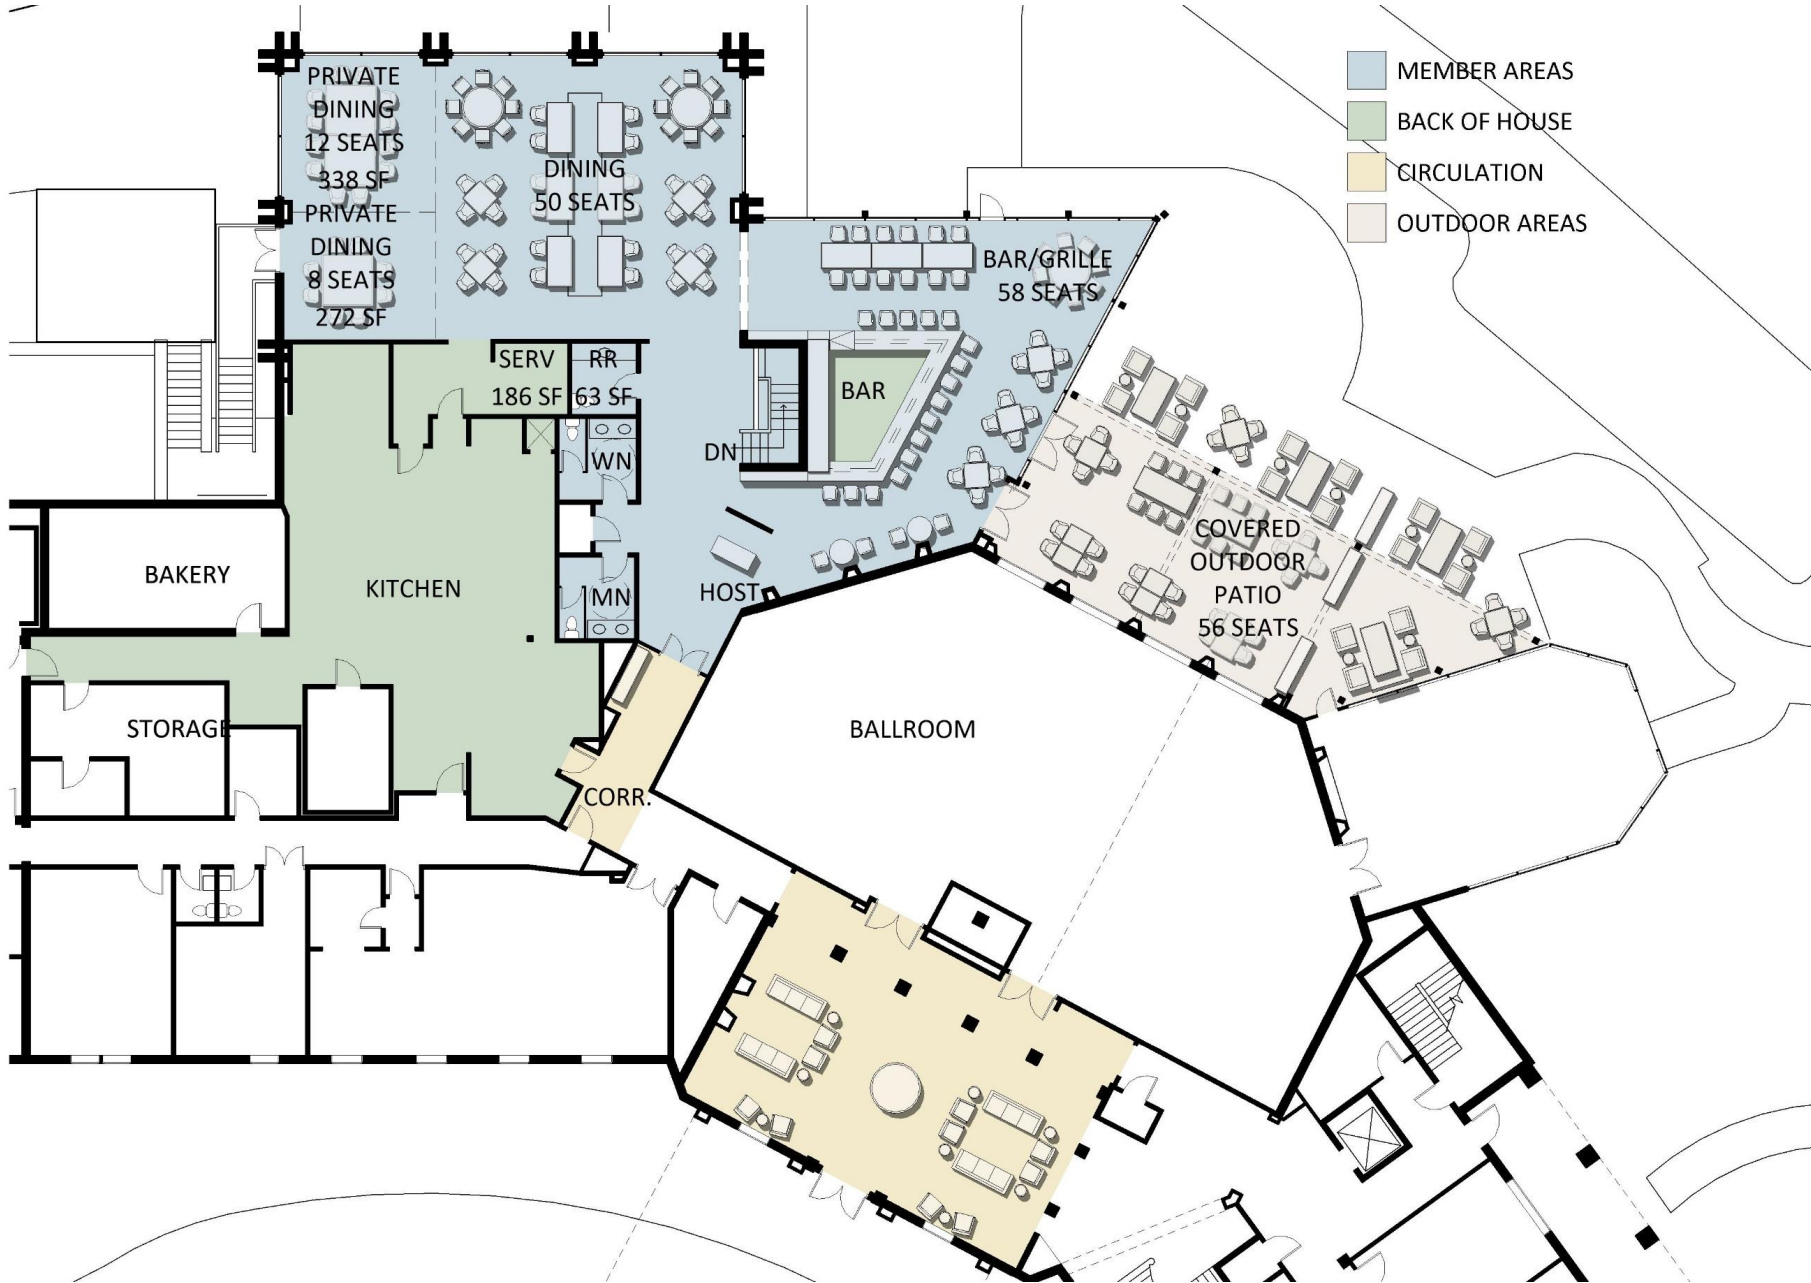 PRIVATE
DINING
12 SEATS
338 SF
PRIVATE
DINING
8 SEATS
272 SF
DINING
50 SEATS
BAR/GRILLE
58 SEATS
MEMBER AREAS
BACK OF HOUSE
CIRCULATION
OUTDOOR AREAS
SERV
186 SF
RR
63 SF
BAR
DN
WN
COVERED
OUTDOOR
PATIO
56 SEATS
BAKERY
KITCHEN
MN
HOST
STORAGE
BALLROOM
CORR.